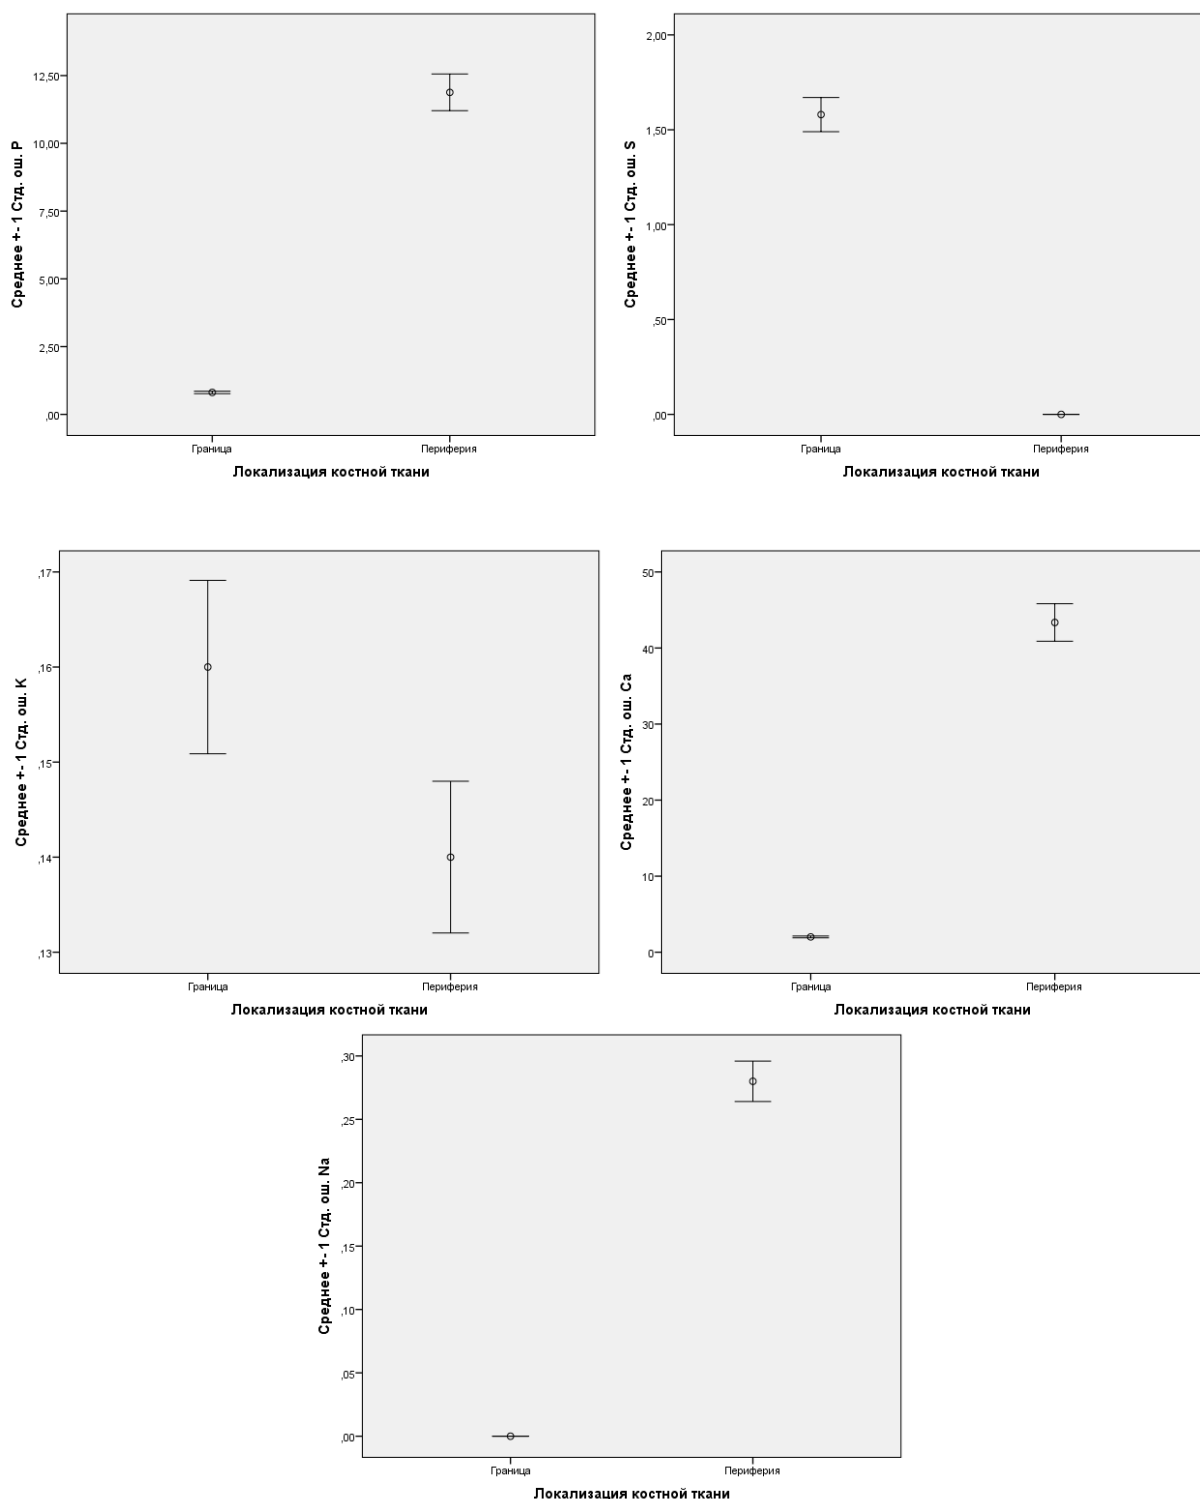 Среднее +- 1 Стд. ош. P
12,50
10,00
7,50
5,00
2,50
,00
Граница
Периферия
Локализация костной ткани
Среднее +- 1 Стд. ош. S
2,00
1,50
1,00
,50
,00
Граница
Периферия
Локализация костной ткани
Среднее +- 1 Стд. ош. K
,17
,16
,15
,14
,13
Граница
Периферия
Локализация костной ткани
Среднее +- 1 Стд. ош. Ca
50
40
30
20
10
0
Граница
Периферия
Локализация костной ткани
Среднее +- 1 Стд. ош. Na
,30
,25
,20
,15
,10
,05
,00
Граница
Периферия
Локализация костной ткани